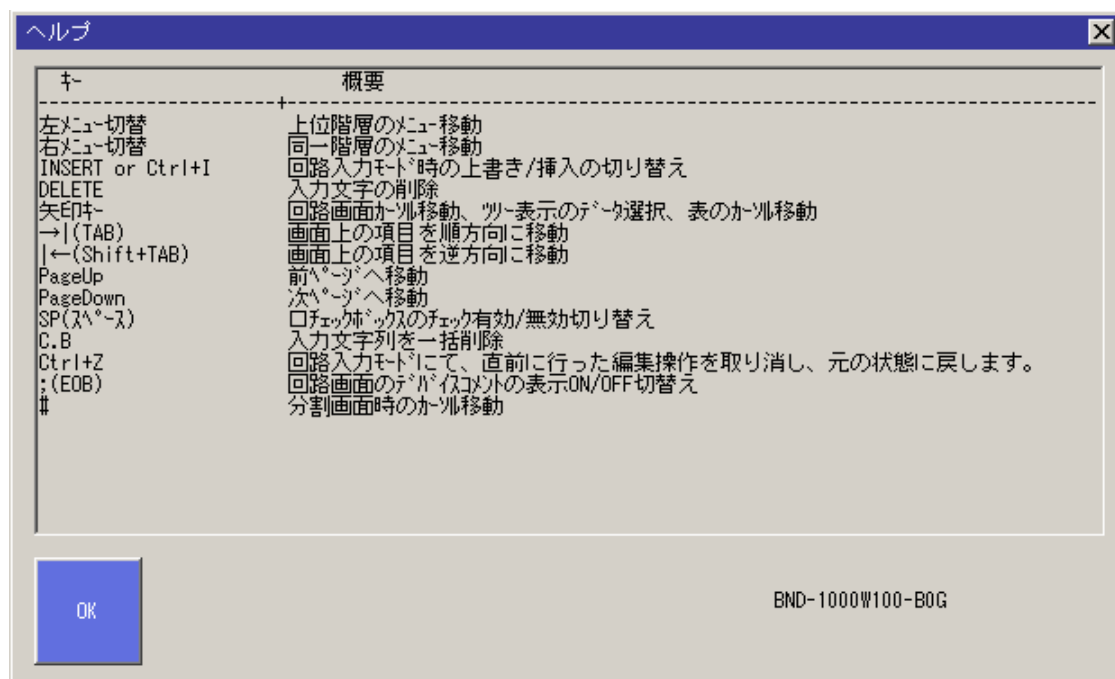 ヘルプ
ｷｰ 概要
----------------------+----------------------------------------------------------------------------
左ﾒﾆｭｰ切替 上位階層のﾒﾆｭｰ移動
右ﾒﾆｭｰ切替 同一階層のﾒﾆｭｰ移動
INSERT or Ctrl+I 回路入力ﾓｰﾄﾞ時の上書き/挿入の切り替え
DELETE 入力文字の削除
矢印ｷｰ 回路画面ｶｰｿﾙ移動、ﾂﾘｰ表示のﾃﾞｰﾀ選択、表のｶｰｿﾙ移動
→|(TAB) 画面上の項目を順方向に移動
|←(Shift+TAB) 画面上の項目を逆方向に移動
PageUp 前ﾍﾟｰｼﾞへ移動
PageDown 次ﾍﾟｰｼﾞへ移動
SP(ｽﾍﾟｰｽ) □ﾁｪｯｸﾎﾞｯｸｽのﾁｪｯｸ有効/無効切り替え
C.B 入力文字列を一括削除
Ctrl+Z 回路入力ﾓｰﾄﾞにて、直前に行った編集操作を取り消し、元の状態に戻します。
;(EOB) 回路画面のﾃﾞﾊﾞｲｽｺﾒﾝﾄの表示ON/OFF切替え
# 分割画面時のｶｰｿﾙ移動
OK
BND-1000W100-B0G